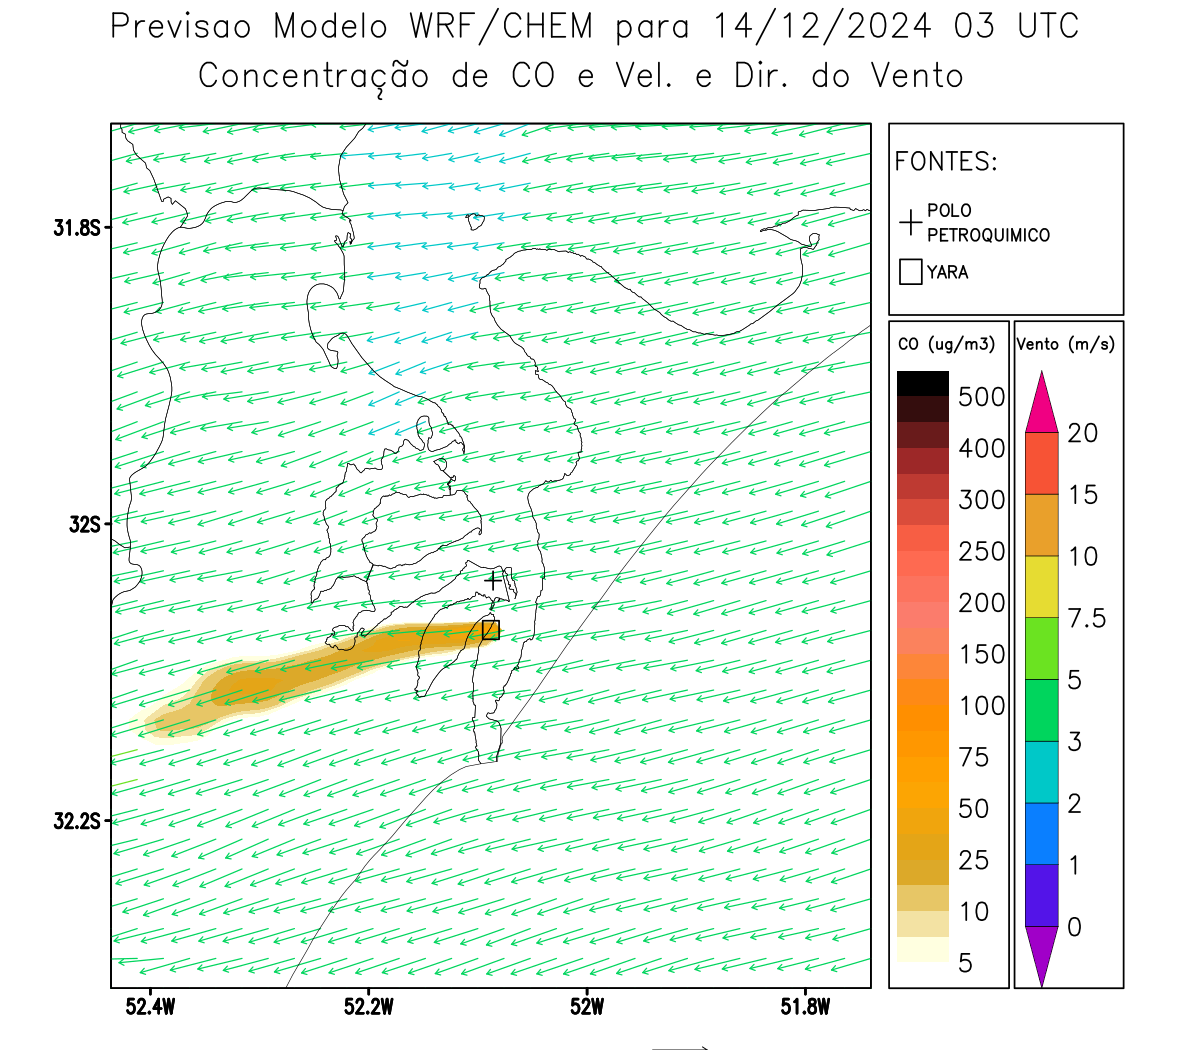 Previsao Modelo WRF/CHEM para 14/12/2024 03 UTC
Concentração de CO e Vel. e Dir. do Vento
FONTES:
POLO
PETROQUIMICO
YARA
CO (ug/m3)
500
400
300
250
200
150
100
75
50
25
10
5
Vento (m/s)
20
15
10
7.5
5
3
2
1
0
31.8S
32S
32.2S
52.4W
52.2W
52W
51.8W